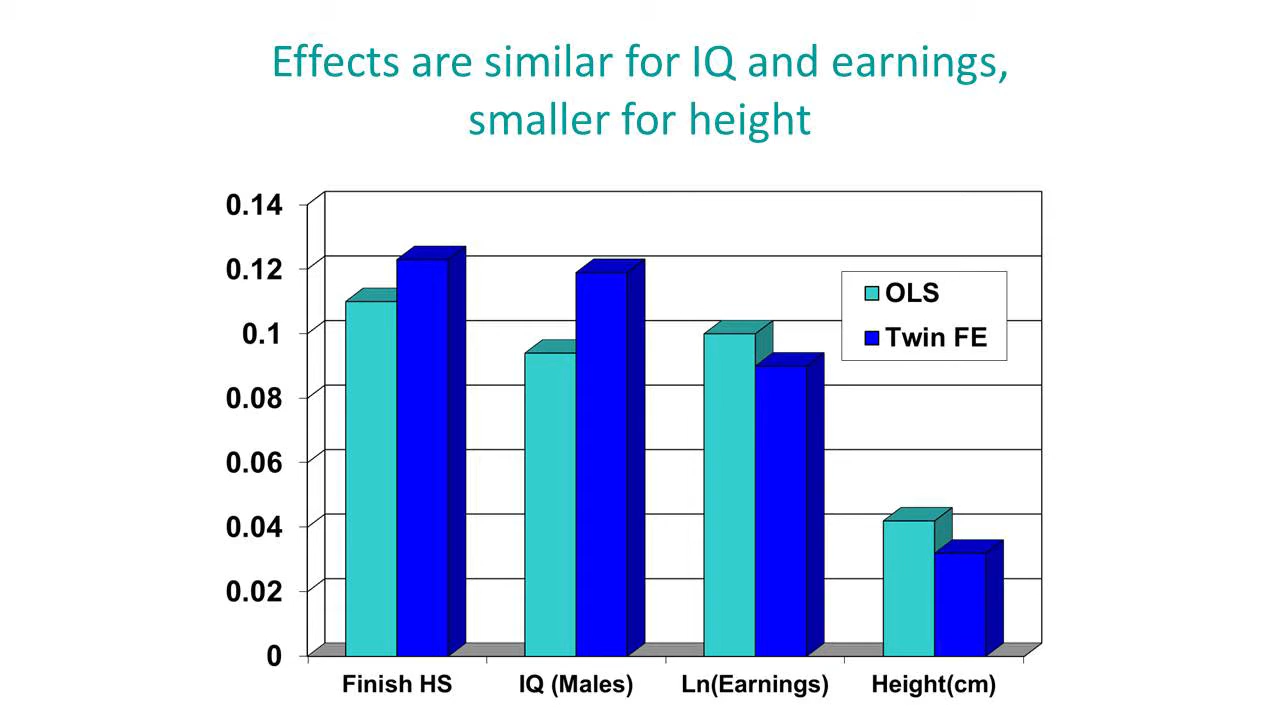 Effects are similar for IQ and earnings,
smaller for height
0.14
0.12
0.1
0.08
0.06
0.04
0.02
0
OLS
Twin FE
Finish HS
IQ (Males)
Ln(Earnings)
Height(cm)